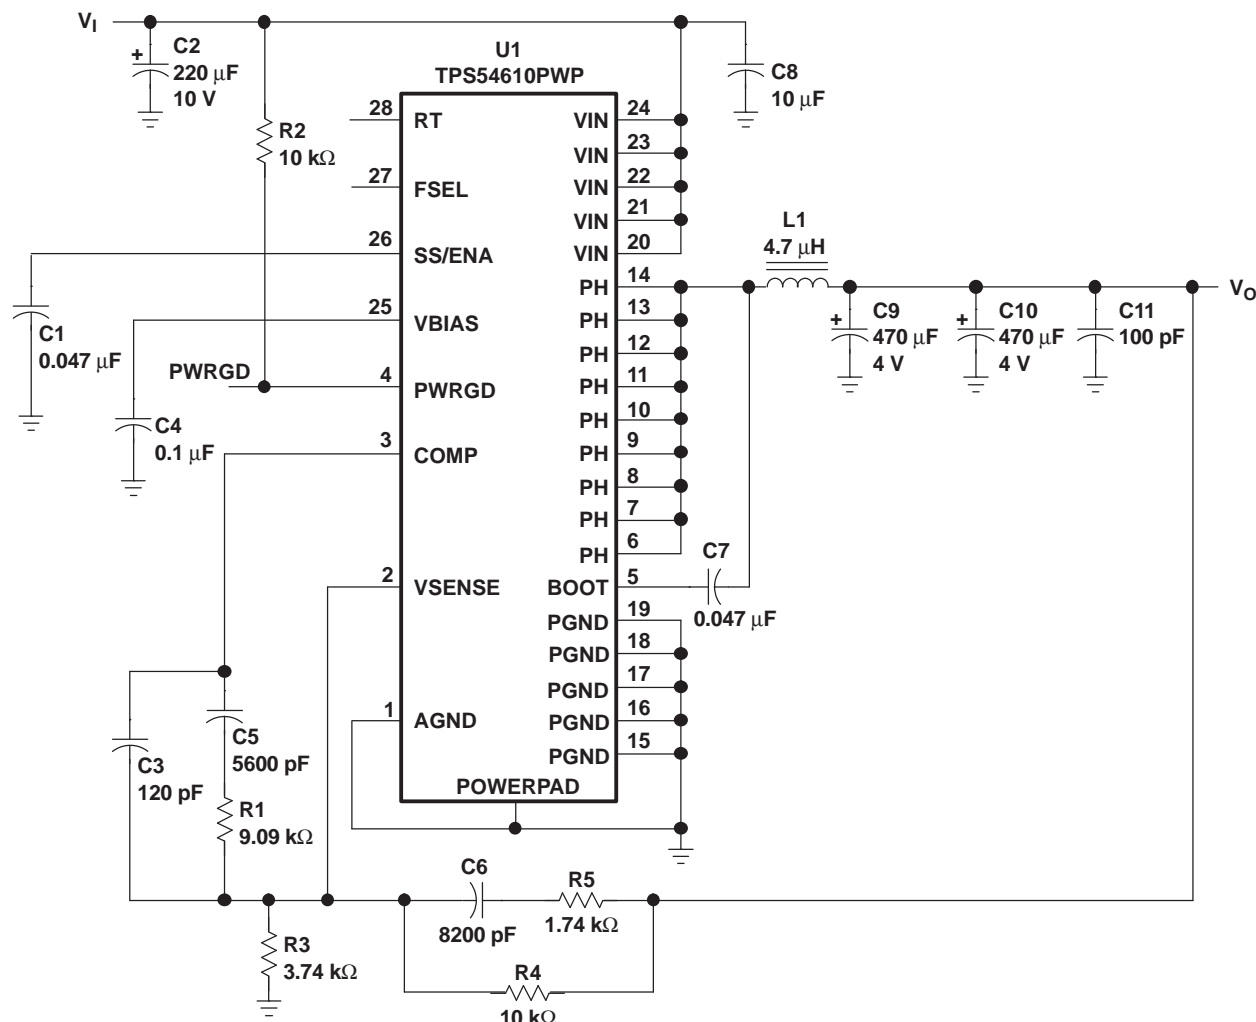 V_I
C2
220 μF
10 V
+
R2
10 kΩ
U1
TPS54610PWP
C8
10 μF
28
RT
27
FSEL
26
SS/ENA
25
VBIAS
PWRGD
4
PWRGD
3
COMP
2
VSENSE
1
AGND
POWERPAD
VIN
24
VIN
23
VIN
22
VIN
21
VIN
20
PH
14
PH
13
PH
12
PH
11
PH
10
PH
9
PH
8
PH
7
PH
6
BOOT
5
PGND
19
PGND
18
PGND
17
PGND
16
PGND
15
C1
0.047 μF
C4
0.1 μF
L1
4.7 μH
+
C9
470 μF
4 V
+
C10
470 μF
4 V
C11
100 pF
V_O
C7
0.047 μF
C3
120 pF
C5
5600 pF
R1
9.09 kΩ
R3
3.74 kΩ
C6
8200 pF
R5
1.74 kΩ
R4
10 kΩ